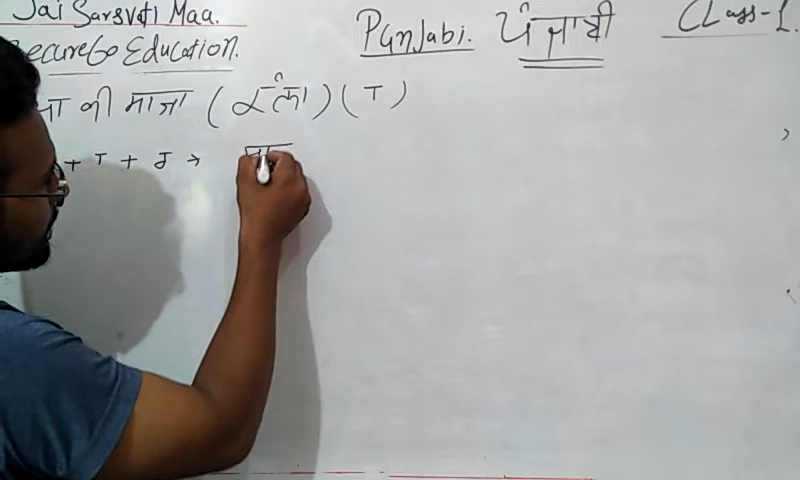 Jai Sarsvati Maa.
SecureGo Education.
Punjabi. ਪੰਜਾਬੀ CLass-1.
आ की मात्रा (ਕੰਨਾ) (ਾ)
+ ਾ + ਰ →